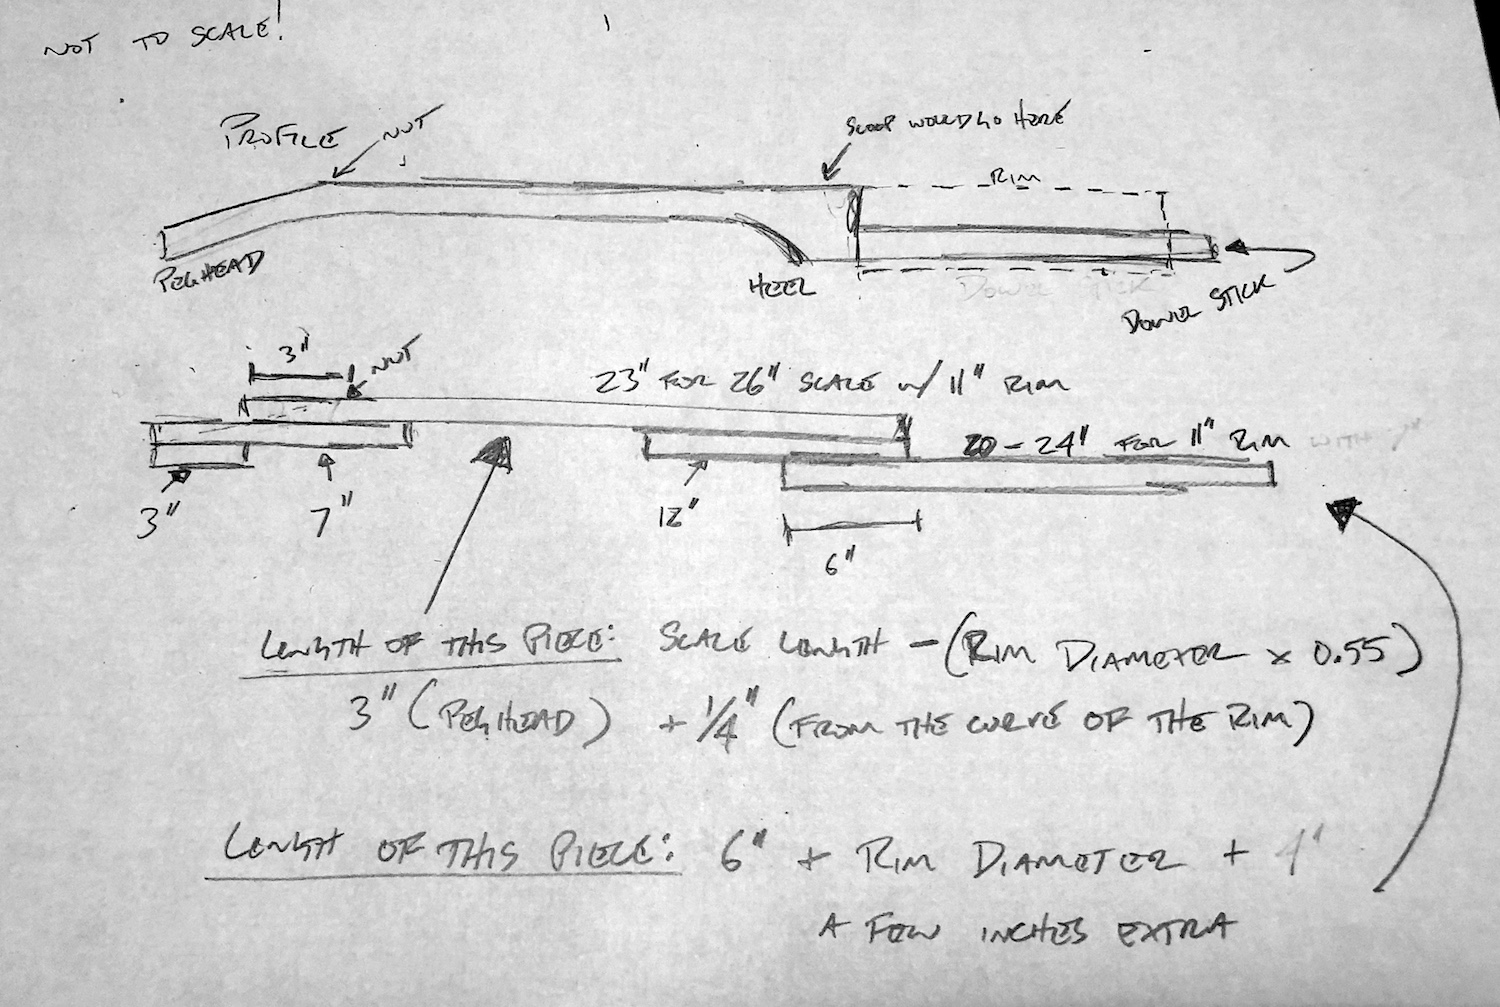 NOT TO SCALE!
PROFILE
NUT
SCOOP WOULD GO HERE
RIM
PEGHEAD
HEEL
DOWEL STICK
DOWEL STICK
3"
NUT
23" FOR 26" SCALE w/ 11" RIM
20-24" FOR 11" RIM WITH
3"
7"
12"
6"
LENGTH OF THIS PIECE: SCALE LENGTH - (RIM DIAMETER x 0.55)
3" (PEGHEAD) + 1/4" (FROM THE CURVE OF THE RIM)
LENGTH OF THIS PIECE: 6" + RIM DIAMETER + 4"
A FEW INCHES EXTRA